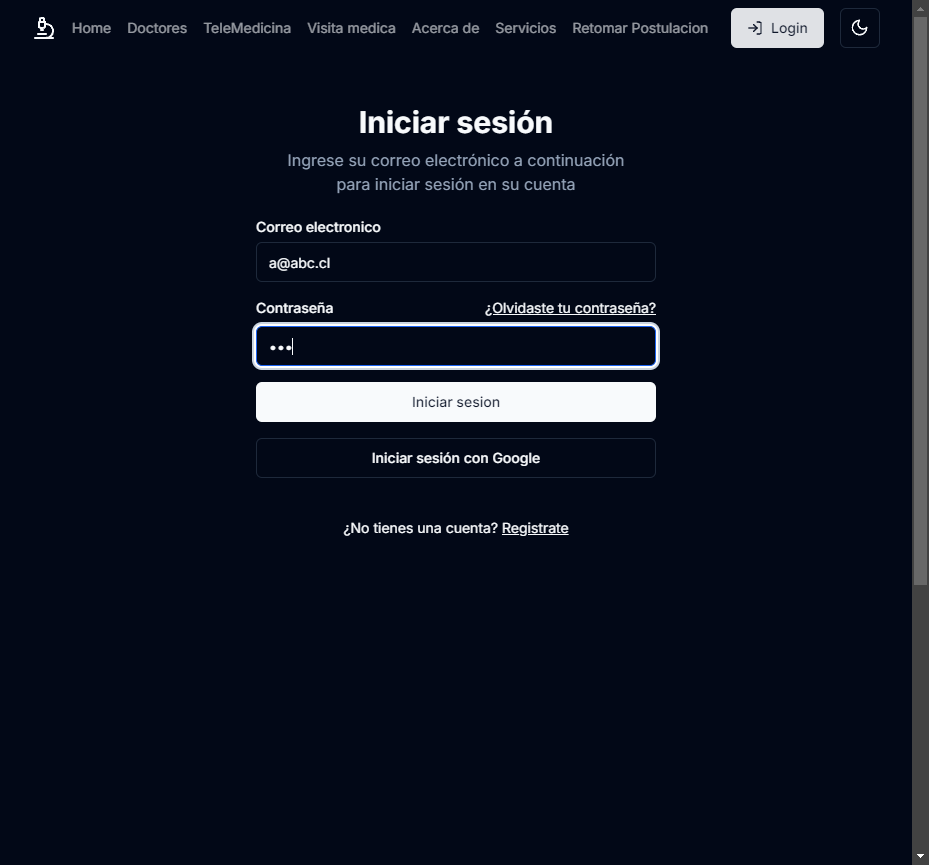 Home Doctores TeleMedicina Visita medica Acerca de Servicios Retomar Postulacion Login
Iniciar sesión
Ingrese su correo electrónico a continuación
para iniciar sesión en su cuenta
Correo electronico
a@abc.cl
Contraseña ¿Olvidaste tu contraseña?
•••
Iniciar sesion
Iniciar sesión con Google
¿No tienes una cuenta? Registrate